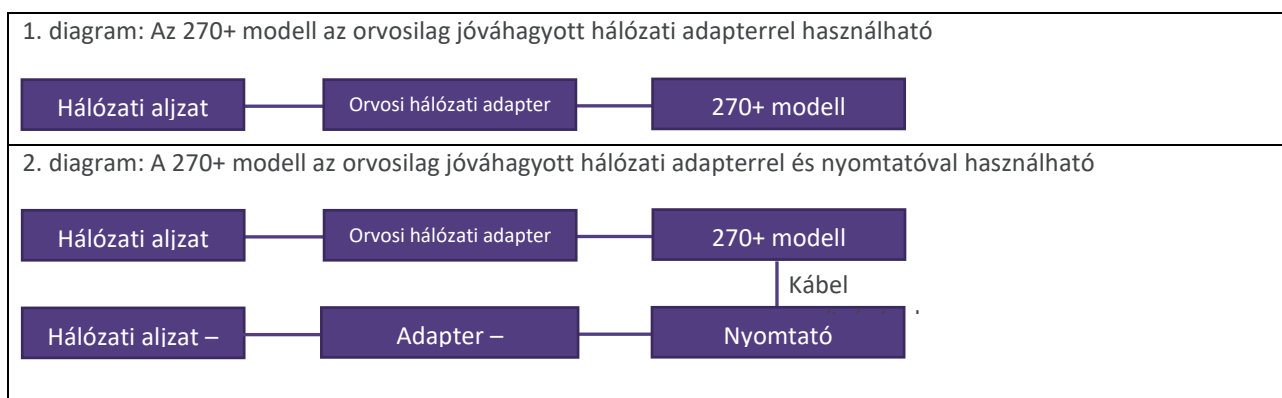 1. diagram: Az 270+ modell az orvosilag jóváhagyott hálózati adapterrel használható
Hálózati aljzat Orvosi hálózati adapter 270+ modell
2. diagram: A 270+ modell az orvosilag jóváhagyott hálózati adapterrel és nyomtatóval használható
Hálózati aljzat Orvosi hálózati adapter 270+ modell
Kábel
Hálózati aljzat – Adapter – Nyomtató